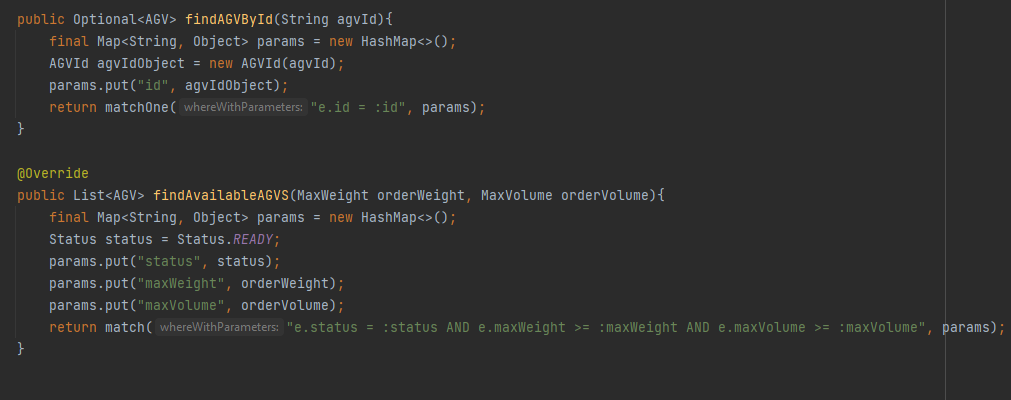 public Optional<AGV> findAGVById(String agvId){
final Map<String, Object> params = new HashMap<>();
AGVId agvIdObject = new AGVId(agvId);
params.put("id", agvIdObject);
return matchOne( whereWithParameters: "e.id = :id", params);
}
@Override
public List<AGV> findAvailableAGVS(MaxWeight orderWeight, MaxVolume orderVolume){
final Map<String, Object> params = new HashMap<>();
Status status = Status.READY;
params.put("status", status);
params.put("maxWeight", orderWeight);
params.put("maxVolume", orderVolume);
return match( whereWithParameters: "e.status = :status AND e.maxWeight >= :maxWeight AND e.maxVolume >= :maxVolume", params);
}